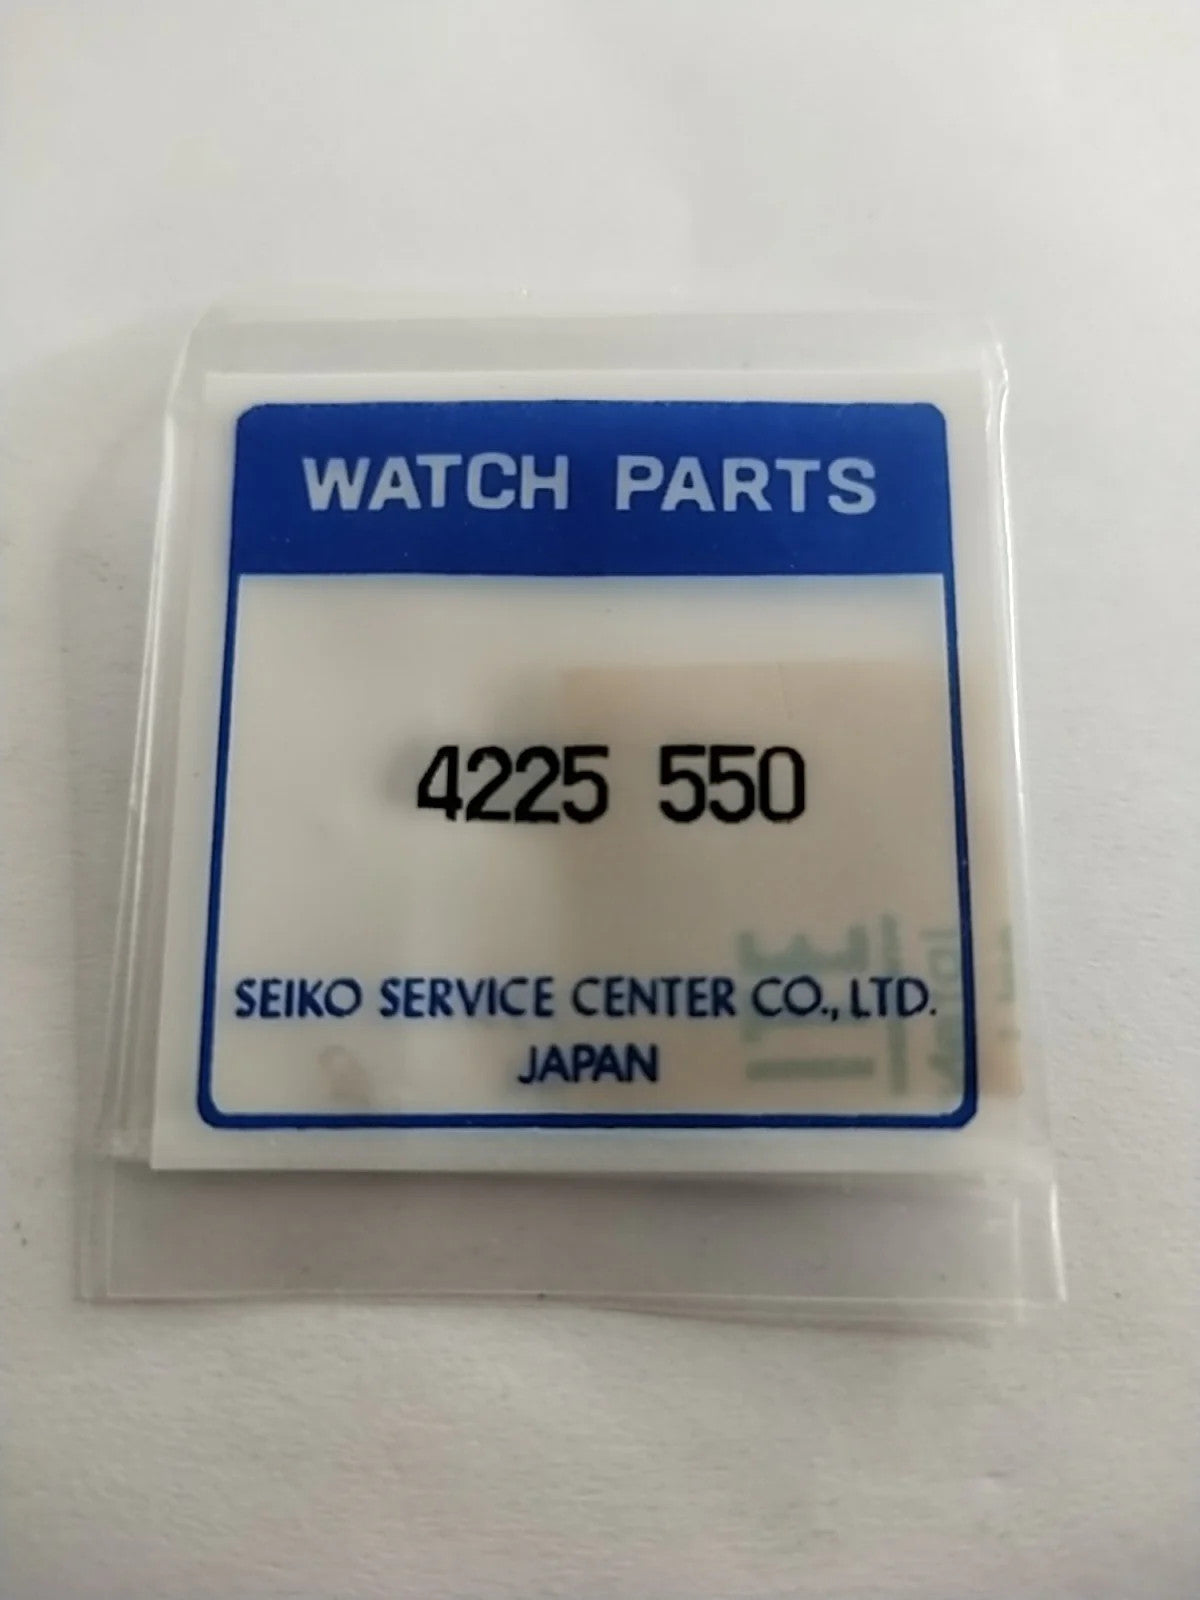 WATCH PARTS
4225 550
SEIKO SERVICE CENTER CO., LTD.
JAPAN